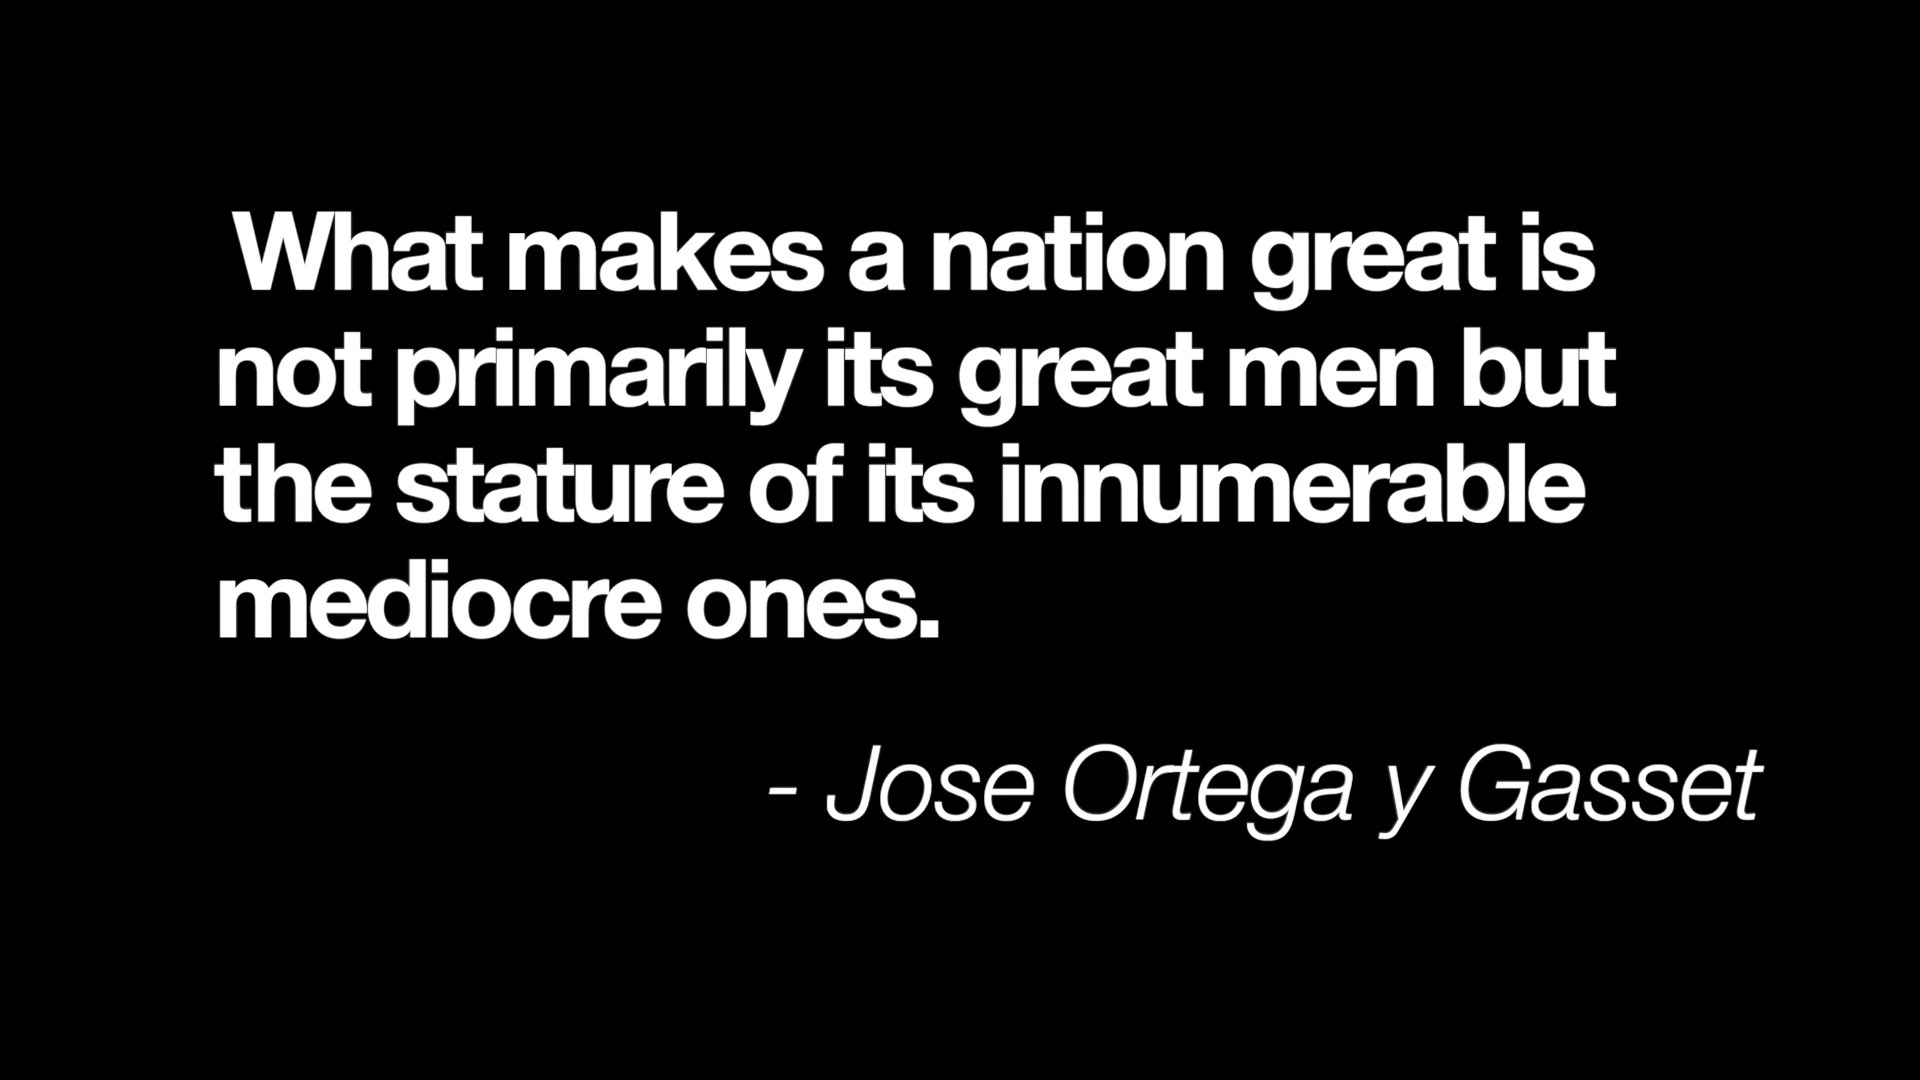 What makes a nation great is
not primarily its great men but
the stature of its innumerable
mediocre ones.
- Jose Ortega y Gasset